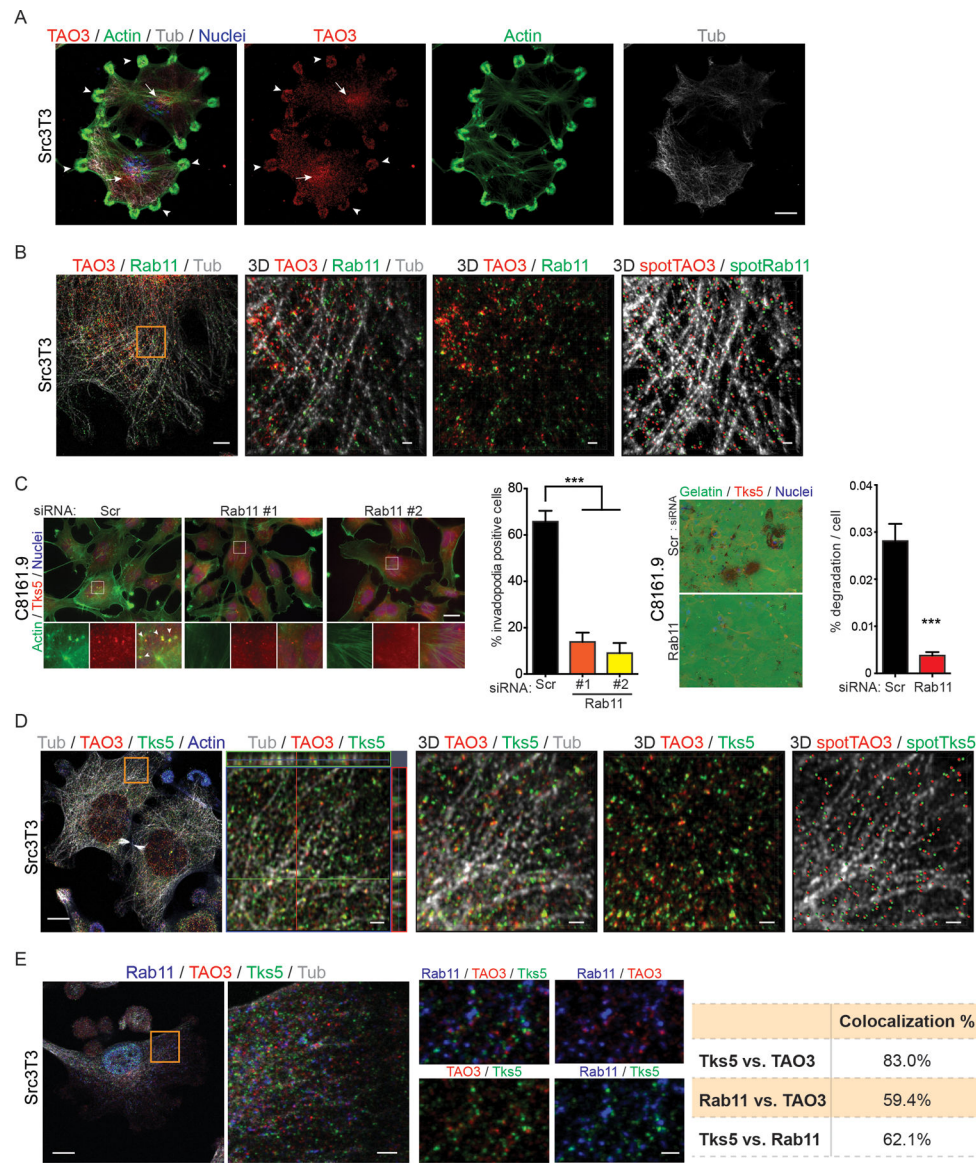 A
TAO3 / Actin / Tub / Nuclei
TAO3
Actin
Tub
Src3T3
B
TAO3 / Rab11 / Tub
3D TAO3 / Rab11 / Tub
3D TAO3 / Rab11
3D spotTAO3 / spotRab11
Src3T3
C
siRNA: Scr
Rab11 #1
Rab11 #2
C8161.9
Actin / Tks5 / Nuclei
% invadopodia positive cells
80
60
40
20
0
***
siRNA: Scr #1 #2
Rab11
Gelatin / Tks5 / Nuclei
C8161.9
Scr : siRNA
Rab11
% degradation / cell
0.04
0.03
0.02
0.01
0.00
***
siRNA: Scr Rab11
D
Tub / TAO3 / Tks5 / Actin
Tub / TAO3 / Tks5
3D TAO3 / Tks5 / Tub
3D TAO3 / Tks5
3D spotTAO3 / spotTks5
Src3T3
E
Rab11 / TAO3 / Tks5 / Tub
Src3T3
Rab11 / TAO3 / Tks5
Rab11 / TAO3
TAO3 / Tks5
Rab11 / Tks5
Colocalization %
Tks5 vs. TAO3 83.0%
Rab11 vs. TAO3 59.4%
Tks5 vs. Rab11 62.1%